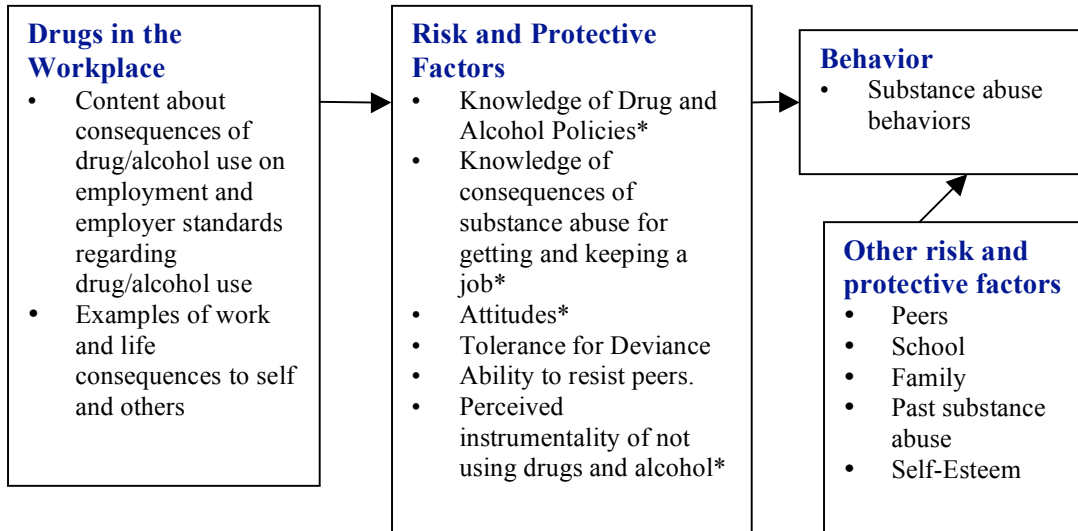 Drugs in the
Workplace
• Content about
consequences of
drug/alcohol use on
employment and
employer standards
regarding
drug/alcohol use
• Examples of work
and life
consequences to self
and others
Risk and Protective
Factors
• Knowledge of Drug and
Alcohol Policies*
• Knowledge of
consequences of
substance abuse for
getting and keeping a
job*
• Attitudes*
• Tolerance for Deviance
• Ability to resist peers.
• Perceived
instrumentality of not
using drugs and alcohol*
Behavior
• Substance abuse
behaviors
Other risk and
protective factors
• Peers
• School
• Family
• Past substance
abuse
• Self-Esteem